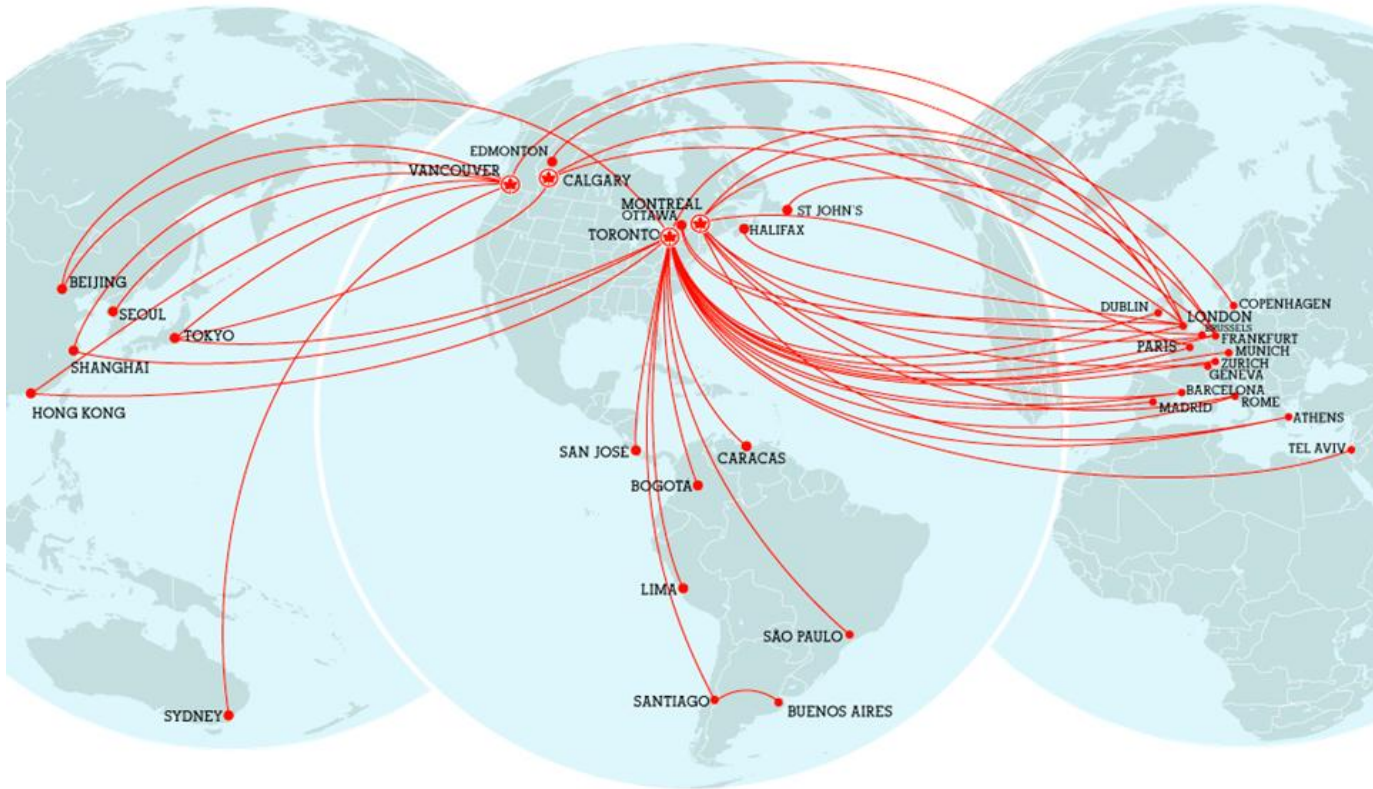 EDMONTON
VANCOUVER
CALGARY
MONTREAL
OTTAWA
TORONTO
ST JOHN'S
HALIFAX
BEIJING
SEOUL
TOKYO
SHANGHAI
HONG KONG
SYDNEY
SAN JOSÉ
CARACAS
BOGOTA
LIMA
SÃO PAULO
SANTIAGO
BUENOS AIRES
COPENHAGEN
DUBLIN
LONDON
BRUSSELS
FRANKFURT
PARIS
MUNICH
ZURICH
GENEVA
BARCELONA
ROME
MADRID
ATHENS
TEL AVIV